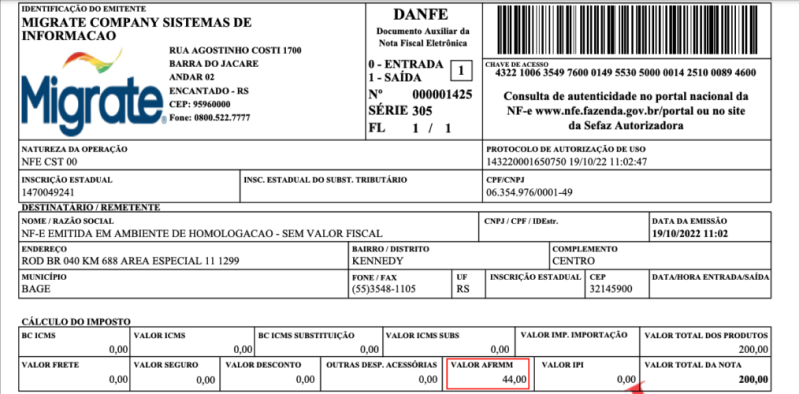 IDENTIFICAÇÃO DO EMITENTE
MIGRATE COMPANY SISTEMAS DE
INFORMACAO
Migrate
RUA AGOSTINHO COSTI 1700
BARRA DO JACARE
ANDAR 02
ENCANTADO - RS
CEP: 95960000
Fone: 0800.522.7777
DANFE
Documento Auxiliar da
Nota Fiscal Eletrônica
0 - ENTRADA
1 - SAÍDA
1
Nº 000001425
SÉRIE 305
FL 1 / 1
CHAVE DE ACESSO
4322 1006 3549 7600 0149 5530 5000 0014 2510 0089 4600
Consulta de autenticidade no portal nacional da
NF-e www.nfe.fazenda.gov.br/portal ou no site
da Sefaz Autorizadora
NATUREZA DA OPERAÇÃO
NFE CST 00
PROTOCOLO DE AUTORIZAÇÃO DE USO
143220001650750 19/10/22 11:02:47
INSCRIÇÃO ESTADUAL
1470049241
INSC. ESTADUAL DO SUBST. TRIBUTÁRIO
CPF/CNPJ
06.354.976/0001-49
DESTINATÁRIO / REMETENTE
NOME / RAZÃO SOCIAL
NF-E EMITIDA EM AMBIENTE DE HOMOLOGACAO - SEM VALOR FISCAL
CNPJ / CPF / IDEstr.
DATA DA EMISSÃO
19/10/2022 11:02
ENDEREÇO
ROD BR 040 KM 688 AREA ESPECIAL 11 1299
BAIRRO / DISTRITO
KENNEDY
COMPLEMENTO
CENTRO
MUNICÍPIO
BAGE
FONE / FAX
(55)3548-1105
UF
RS
INSCRIÇÃO ESTADUAL
CEP
32145900
DATA/HORA ENTRADA/SAÍDA
CÁLCULO DO IMPOSTO
BC ICMS
0,00
VALOR ICMS
0,00
BC ICMS SUBSTITUIÇÃO
0,00
VALOR ICMS SUBS
0,00
VALOR IMP. IMPORTAÇÃO
VALOR TOTAL DOS PRODUTOS
200,00
VALOR FRETE
0,00
VALOR SEGURO
0,00
VALOR DESCONTO
0,00
OUTRAS DESP. ACESSÓRIAS
0,00
VALOR AFRMM
44,00
VALOR IPI
0,00
VALOR TOTAL DA NOTA
200,00